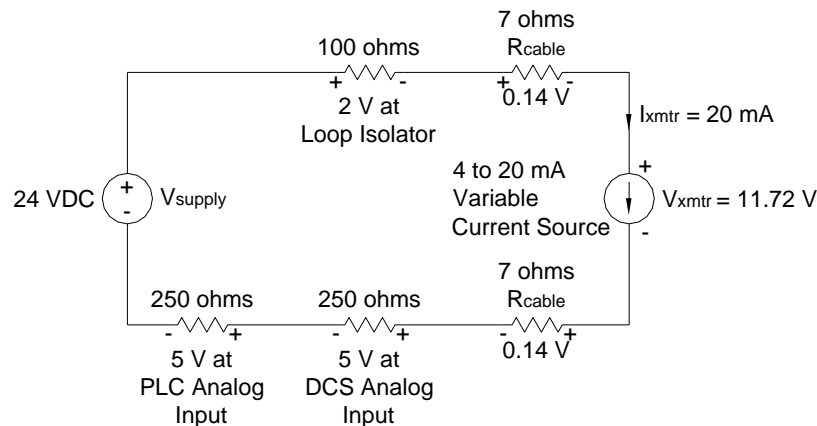 7 ohms
100 ohms
Rcable
+ -
+ -
0.14 V
2 V at
Loop Isolator
Ixmtr = 20 mA
4 to 20 mA
Variable
Current Source
+
-
Vxmtr = 11.72 V
24 VDC
+
-
Vsupply
7 ohms
250 ohms
250 ohms
Rcable
- +
- +
- +
0.14 V
5 V at
PLC Analog
Input
5 V at
DCS Analog
Input